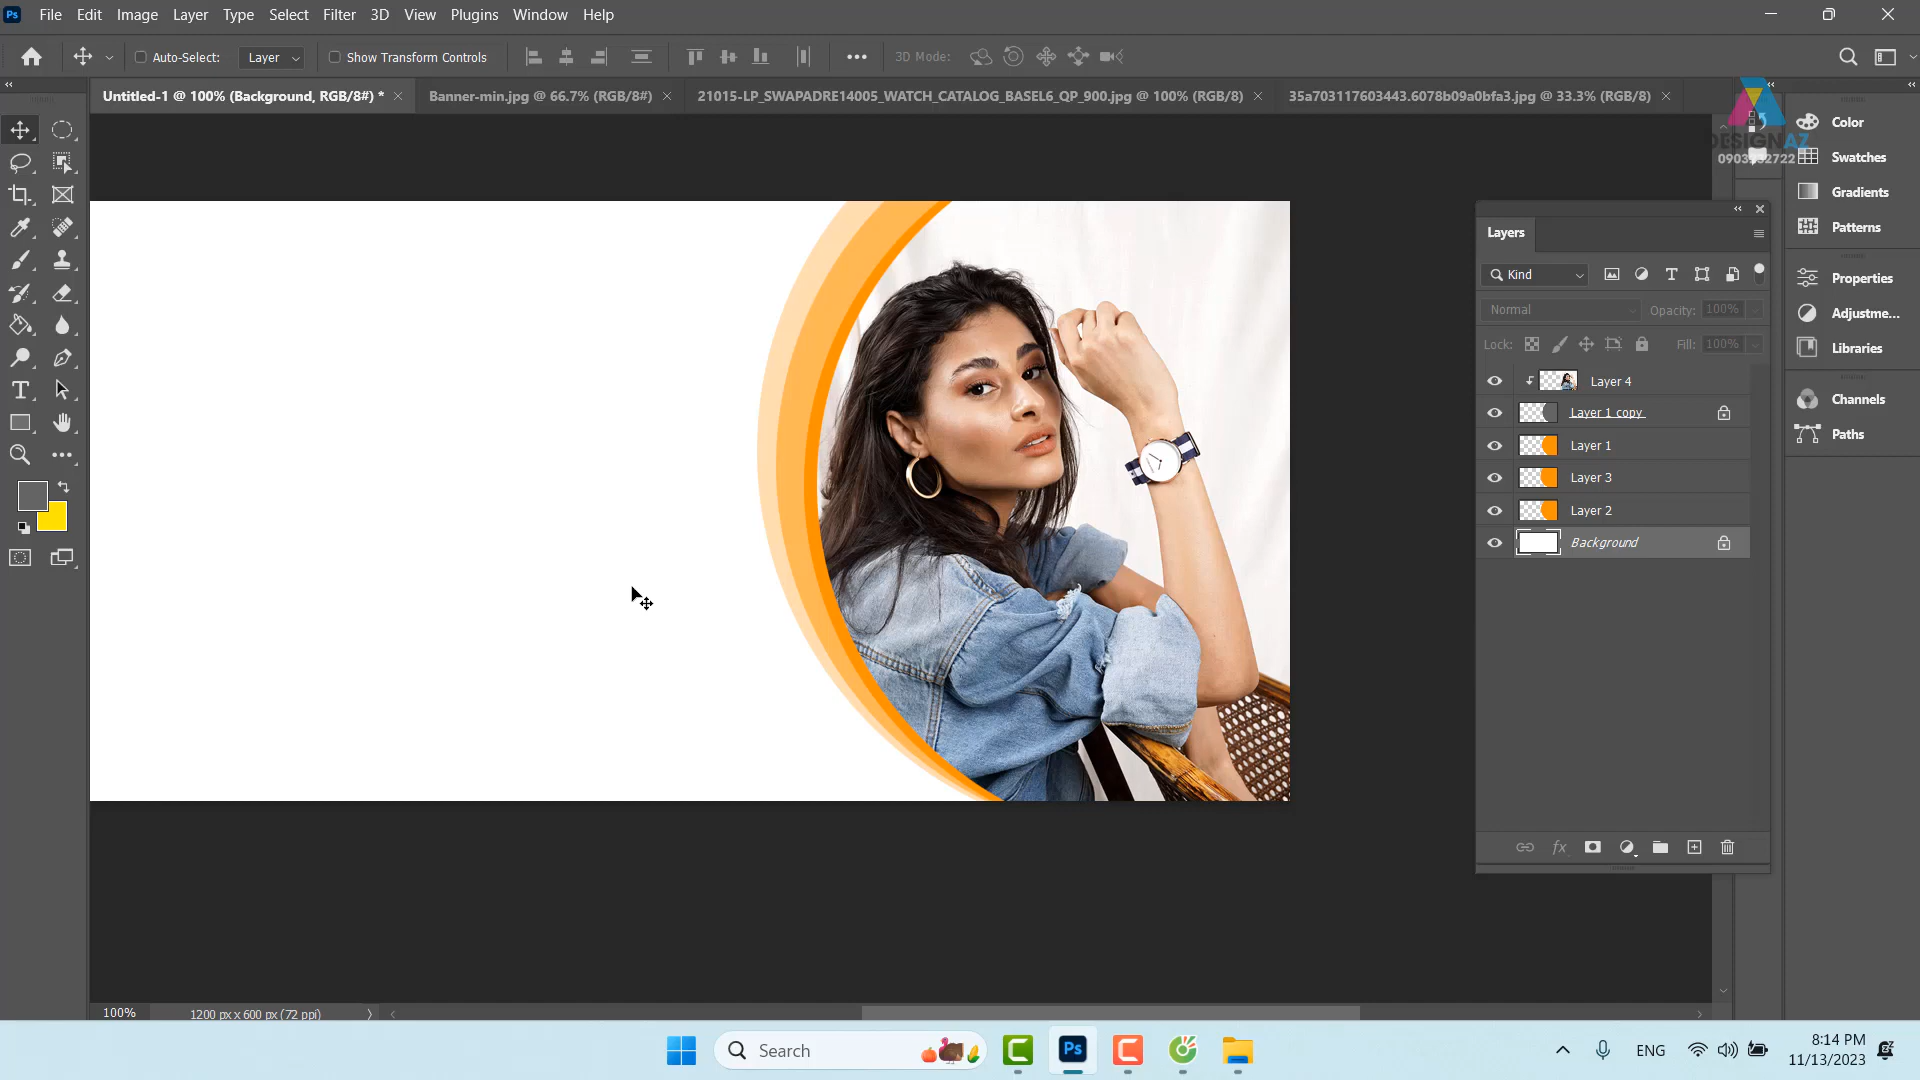 Ps File Edit Image Layer Type Select Filter 3D View Plugins Window Help
Auto-Select: Layer Show Transform Controls 3D Mode:
Untitled-1 @ 100% (Background, RGB/8#) * Banner-min.jpg @ 66.7% (RGB/8#) 21015-LP_SWAPADRE14005_WATCH_CATALOG_BASEL6_QP_900.jpg @ 100% (RGB/8) 35a703117603443.6078b09a0bfa3.jpg @ 33.3% (RGB/8)
Color
DESIGNAZ
Swatches
Gradients
Patterns
Properties
Adjustme...
Libraries
Channels
Paths
Layers
Kind
Normal Opacity: 100%
Lock: Fill: 100%
Layer 4
Layer 1 copy
Layer 1
Layer 3
Layer 2
Background
fx
100% 1200 px x 600 px (72 ppi)
Search Ps ENG 8:14 PM
11/13/2023